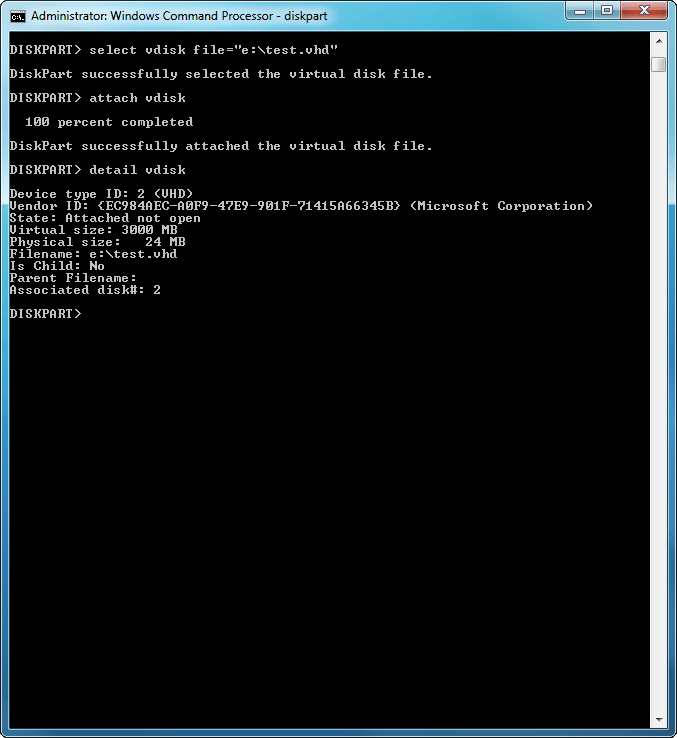 Administrator: Windows Command Processor - diskpart
DISKPART> select vdisk file="e:\test.vhd"
DiskPart successfully selected the virtual disk file.
DISKPART> attach vdisk
100 percent completed
DiskPart successfully attached the virtual disk file.
DISKPART> detail vdisk
Device type ID: 2 (VHD)
Vendor ID: {EC984AEC-A0F9-47E9-901F-71415A66345B} (Microsoft Corporation)
State: Attached not open
Virtual size: 3000 MB
Physical size:   24 MB
Filename: e:\test.vhd
Is Child: No
Parent Filename:
Associated disk#: 2
DISKPART>